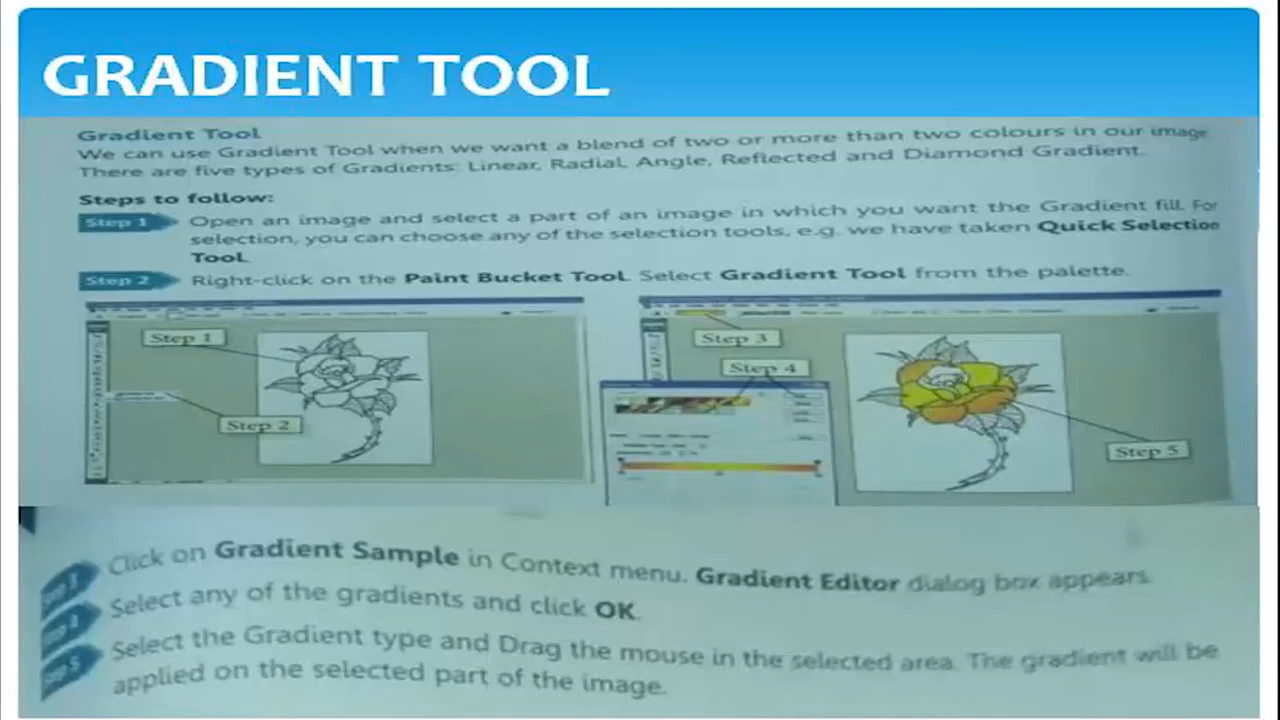 GRADIENT TOOL
Gradient Tool
We can use Gradient Tool when we want a blend of two or more than two colours in our image
There are five types of Gradients: Linear, Radial, Angle, Reflected and Diamond Gradient.
Steps to follow:
Step 1 Open an image and select a part of an image in which you want the Gradient fill. For
selection, you can choose any of the selection tools, e.g. we have taken Quick Selection
Tool.
Step 2 Right-click on the Paint Bucket Tool. Select Gradient Tool from the palette.
Step 1
Step 2
Step 3
Step 4
Step 5
Step 3 Click on Gradient Sample in Context menu. Gradient Editor dialog box appears.
Step 4 Select any of the gradients and click OK.
Step 5 Select the Gradient type and Drag the mouse in the selected area. The gradient will be
applied on the selected part of the image.